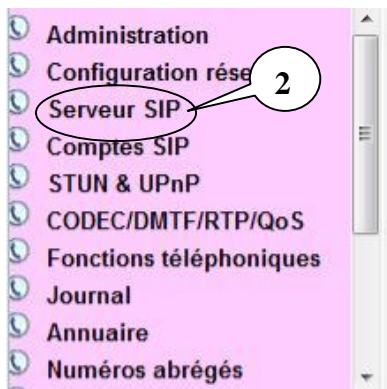 Administration
Configuration rése
2
Serveur SIP
Comptes SIP
STUN & UPnP
CODEC/DMTF/RTP/QoS
Fonctions téléphoniques
Journal
Annuaire
Numéros abrégés